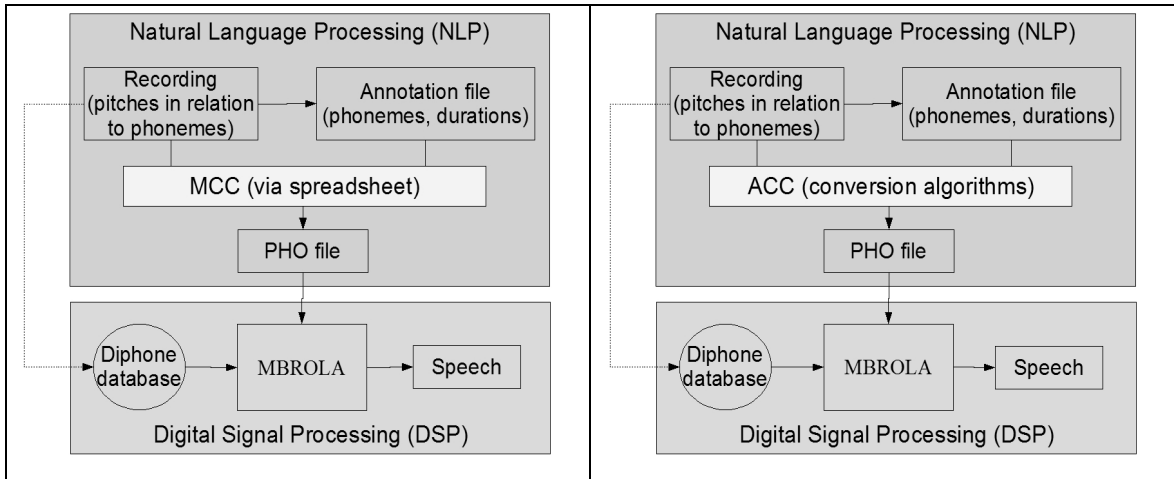 Natural Language Processing (NLP)
Recording
(pitches in relation
to phonemes)
Annotation file
(phonemes, durations)
MCC (via spreadsheet)
PHO file
Diphone
database
MBROLA
Speech
Digital Signal Processing (DSP)
Natural Language Processing (NLP)
Recording
(pitches in relation
to phonemes)
Annotation file
(phonemes, durations)
ACC (conversion algorithms)
PHO file
Diphone
database
MBROLA
Speech
Digital Signal Processing (DSP)